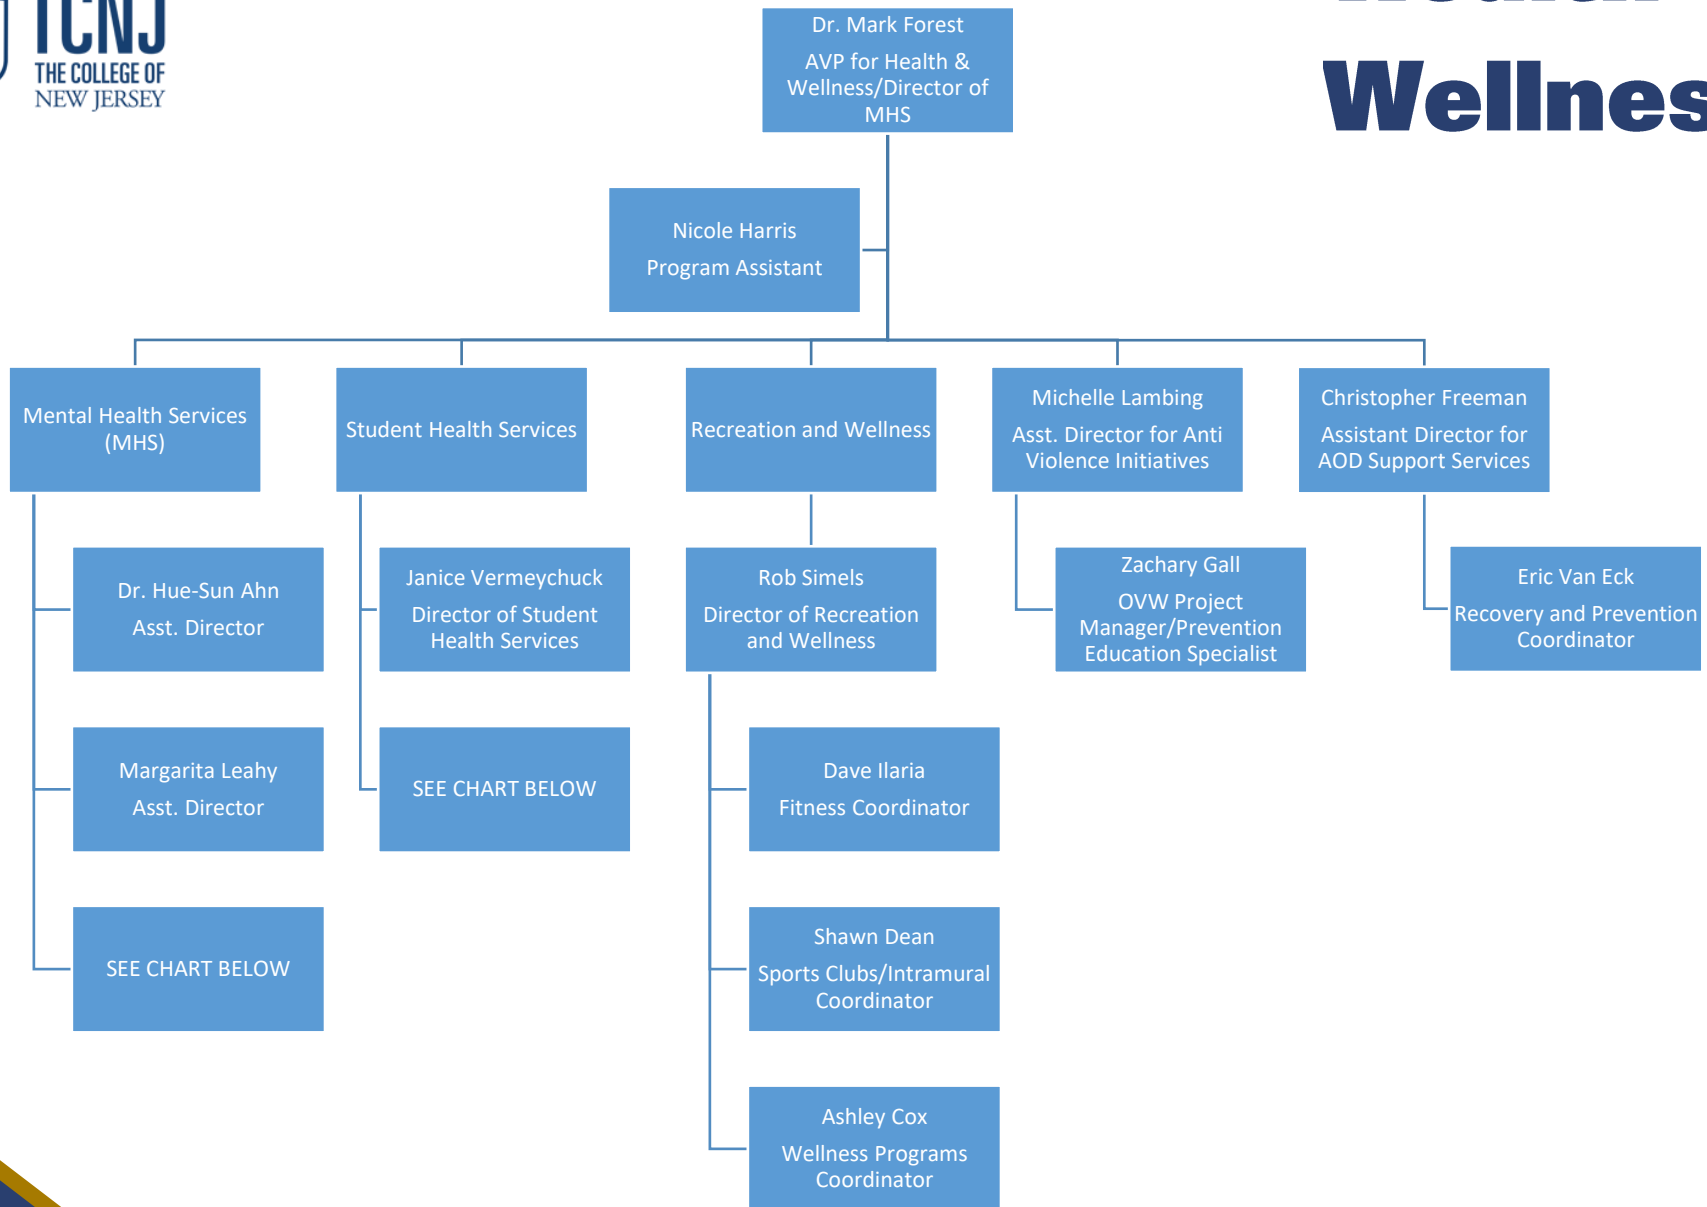 TCNJ
THE COLLEGE OF
NEW JERSEY
Wellnes
Dr. Mark Forest
AVP for Health &
Wellness/Director of
MHS
Nicole Harris
Program Assistant
Mental Health Services
(MHS)
Student Health Services
Recreation and Wellness
Michelle Lambing
Asst. Director for Anti
Violence Initiatives
Christopher Freeman
Assistant Director for
AOD Support Services
Dr. Hue-Sun Ahn
Asst. Director
Janice Vermeychuck
Director of Student
Health Services
Rob Simels
Director of Recreation
and Wellness
Zachary Gall
OVW Project
Manager/Prevention
Education Specialist
Eric Van Eck
Recovery and Prevention
Coordinator
Margarita Leahy
Asst. Director
SEE CHART BELOW
Dave Ilaria
Fitness Coordinator
SEE CHART BELOW
Shawn Dean
Sports Clubs/Intramural
Coordinator
Ashley Cox
Wellness Programs
Coordinator